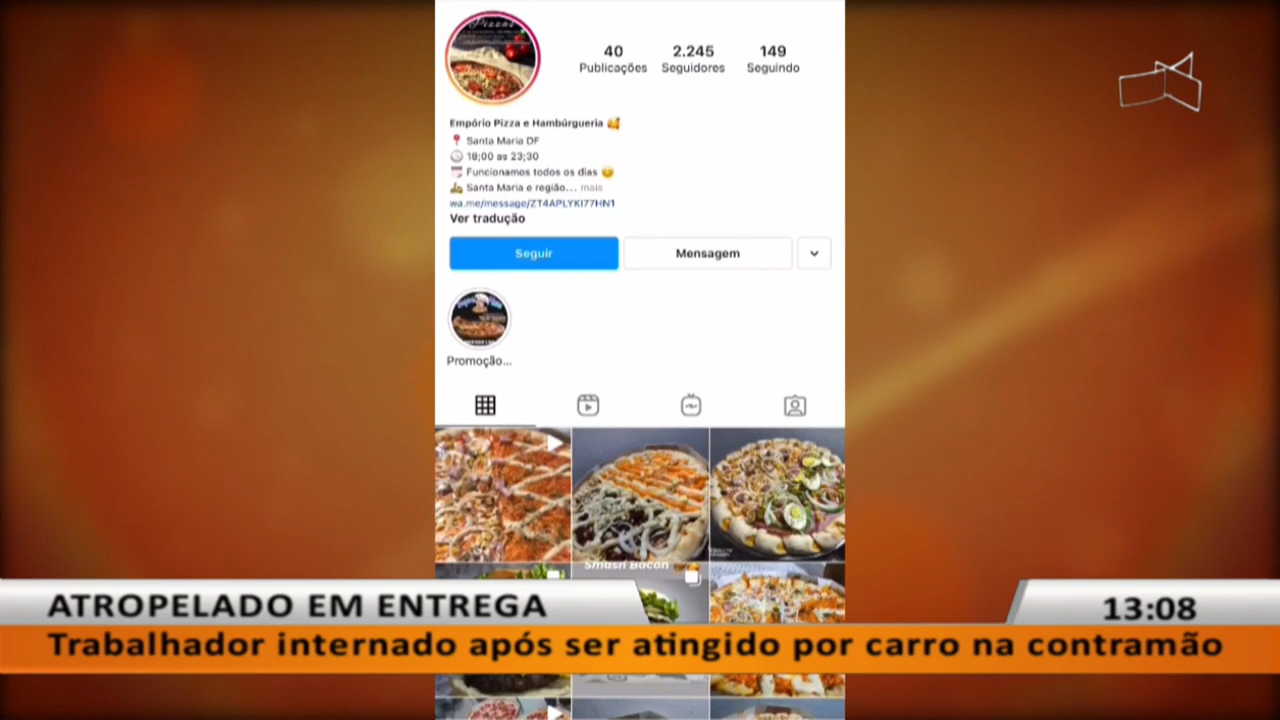 Pizzas
40 2.245 149
Publicações Seguidores Seguindo
Empório Pizza e Hambúrgueria 🥰
📍 Santa Maria DF
🕒 18;00 as 23;30
Funcionamos todos os dias 😊
🛵 Santa Maria e região... mais
wa.me/message/ZT4APLYKI77HN1
Ver tradução
Seguir Mensagem
Promoção...
Smash Bacon
ATROPELADO EM ENTREGA 13:08
Trabalhador internado após ser atingido por carro na contramão